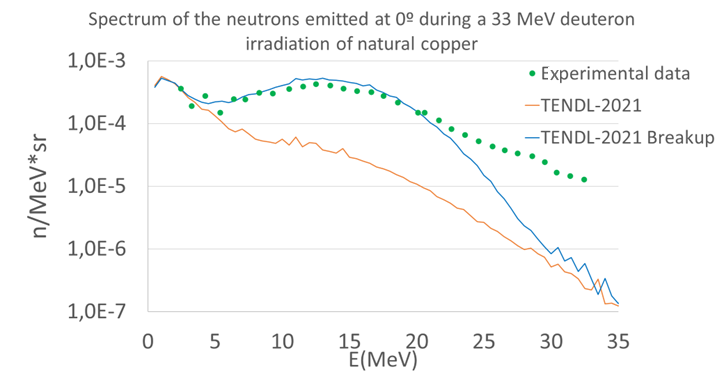 Spectrum of the neutrons emitted at 0º during a 33 MeV deuteron
irradiation of natural copper
1,0E-3
1,0E-4
1,0E-5
1,0E-6
1,0E-7
n/MeV*sr
Experimental data
TENDL-2021
TENDL-2021 Breakup
0 5 10 15 20 25 30 35
E(MeV)